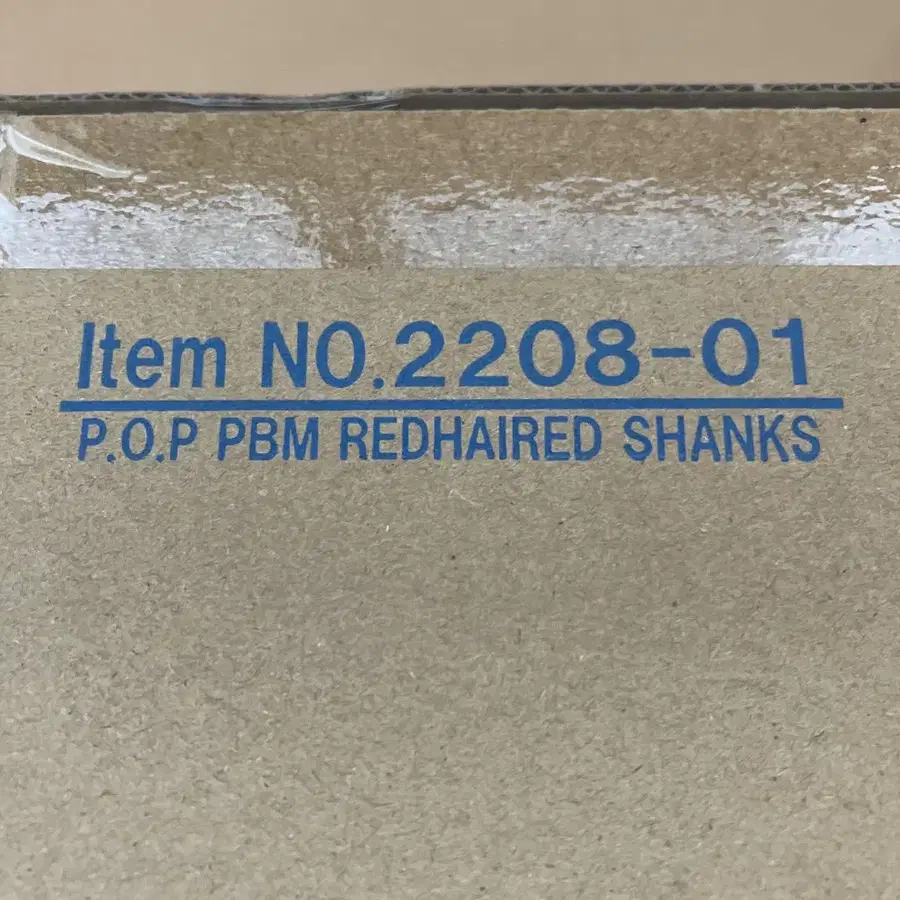 Item NO.2208-01
P.O.P PBM REDHAIRED SHANKS